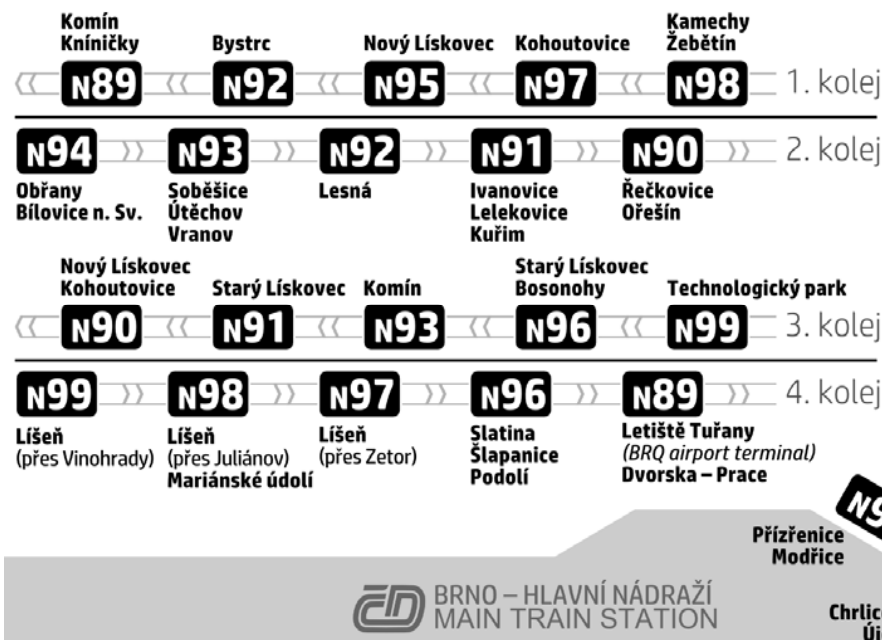 Komín
Kníničky
Bystrc
Nový Lískovec
Kohoutovice
Kamechy
Žebětín
N89
N92
N95
N97
N98
1. kolej
N94
N93
N92
N91
N90
2. kolej
Obřany
Bílovice n. Sv.
Soběšice
Útěchov
Vranov
Lesná
Ivanovice
Lelekovice
Kuřim
Řečkovice
Ořešín
Nový Lískovec
Kohoutovice
Starý Lískovec
Komín
Starý Lískovec
Bosonohy
Technologický park
N90
N91
N93
N96
N99
3. kolej
N99
N98
N97
N96
N89
4. kolej
Líšeň
(přes Vinohrady)
Líšeň
(přes Juliánov)
Mariánské údolí
Líšeň
(přes Zetor)
Slatina
Šlapanice
Podolí
Letiště Tuřany
(BRQ airport terminal)
Dvorska – Prace
Přízřenice
Modřice
ČD
BRNO – HLAVNÍ NÁDRAŽÍ
MAIN TRAIN STATION